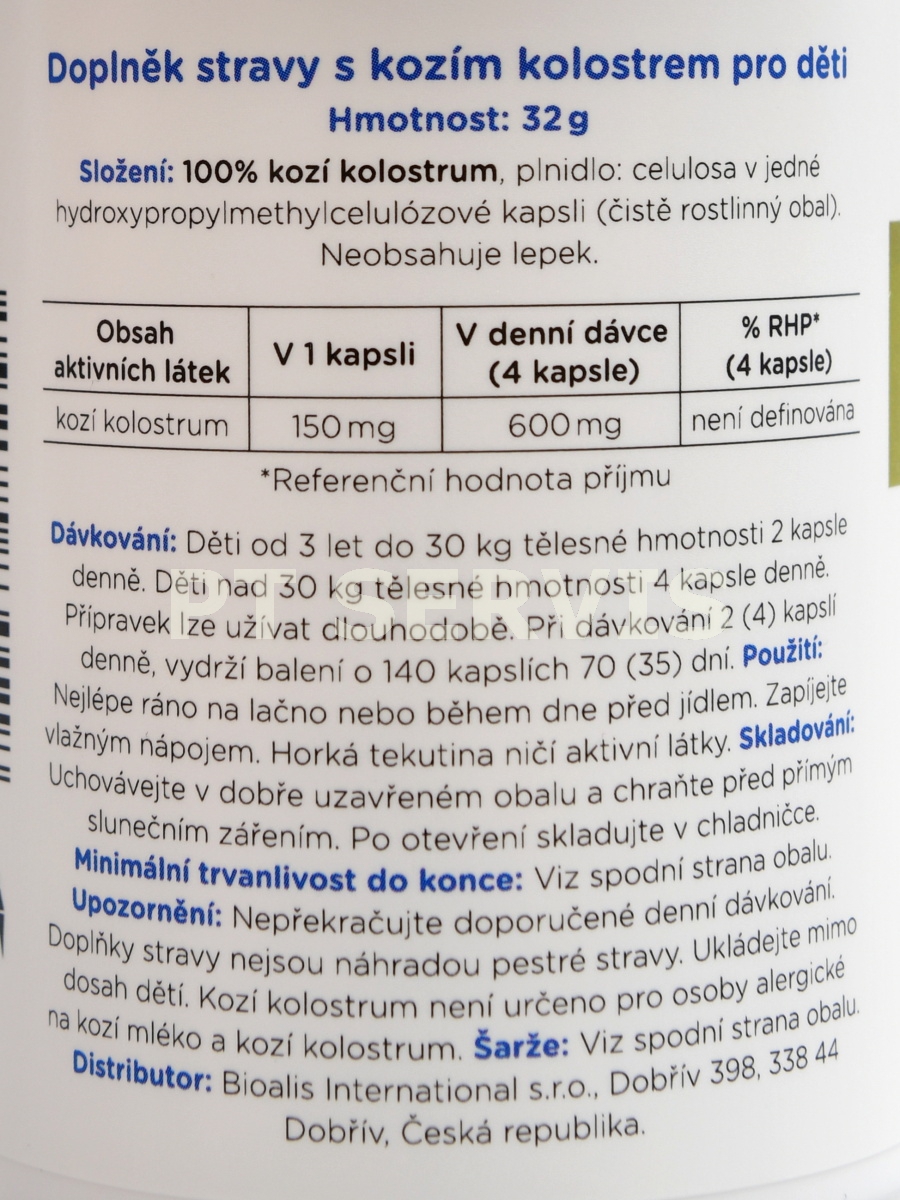 Doplněk stravy s kozím kolostrem pro děti
Hmotnost: 32 g
Složení: 100% kozí kolostrum, plnidlo: celulosa v jedné
hydroxypropylmethylcelulózové kapsli (čistě rostlinný obal).
Neobsahuje lepek.
Obsah aktivních látek V 1 kapsli V denní dávce (4 kapsle) % RHP* (4 kapsle)
kozí kolostrum 150 mg 600 mg není definována
*Referenční hodnota příjmu
Dávkování: Děti od 3 let do 30 kg tělesné hmotnosti 2 kapsle
denně. Děti nad 30 kg tělesné hmotnosti 4 kapsle denně.
PT SERVIS
Přípravek lze užívat dlouhodobě. Při dávkování 2 (4) kapslí
denně, vydrží balení o 140 kapslích 70 (35) dní. Použití:
Nejlépe ráno na lačno nebo během dne před jídlem. Zapíjejte
vlažným nápojem. Horká tekutina ničí aktivní látky. Skladování:
Uchovávejte v dobře uzavřeném obalu a chraňte před přímým
slunečním zářením. Po otevření skladujte v chladničce.
Minimální trvanlivost do konce: Viz spodní strana obalu.
Upozornění: Nepřekračujte doporučené denní dávkování.
Doplňky stravy nejsou náhradou pestré stravy. Ukládejte mimo
dosah dětí. Kozí kolostrum není určeno pro osoby alergické
na kozí mléko a kozí kolostrum. Šarže: Viz spodní strana obalu.
Distributor: Bioalis International s.r.o., Dobřív 398, 338 44
Dobřív, Česká republika.